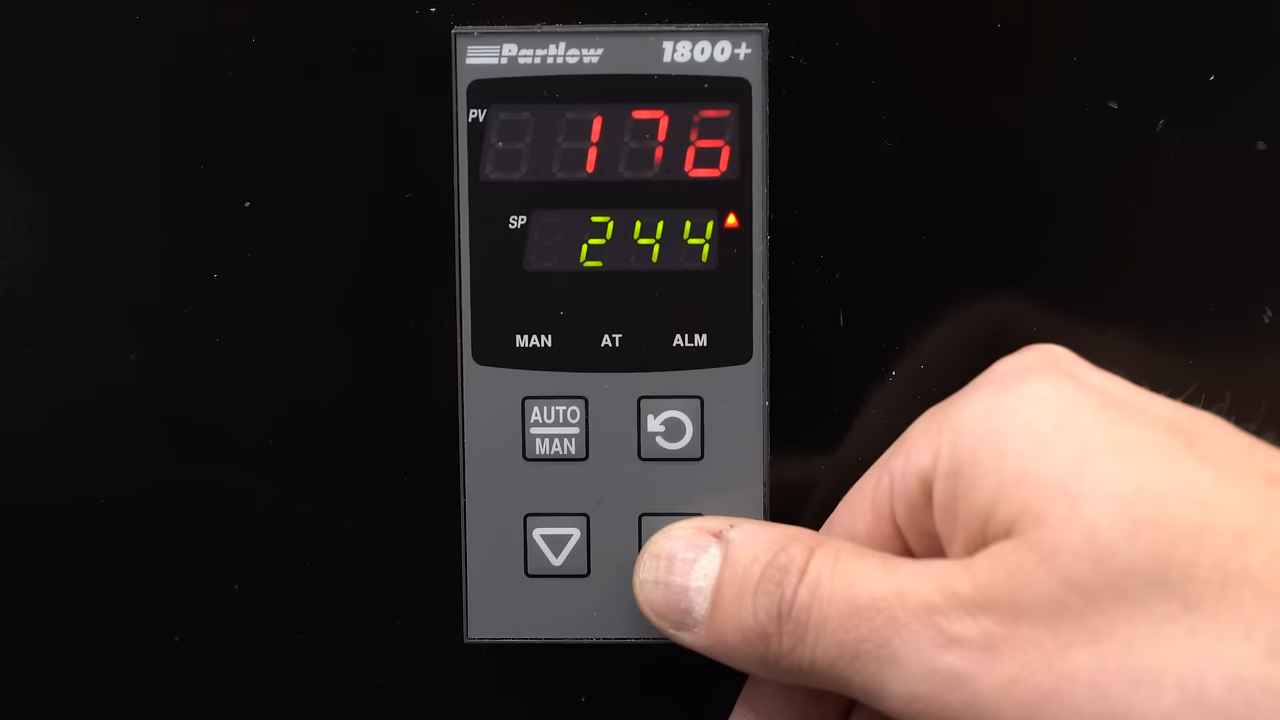 Partlow 1800+
PV 176
SP 244
MAN AT ALM
AUTO
MAN